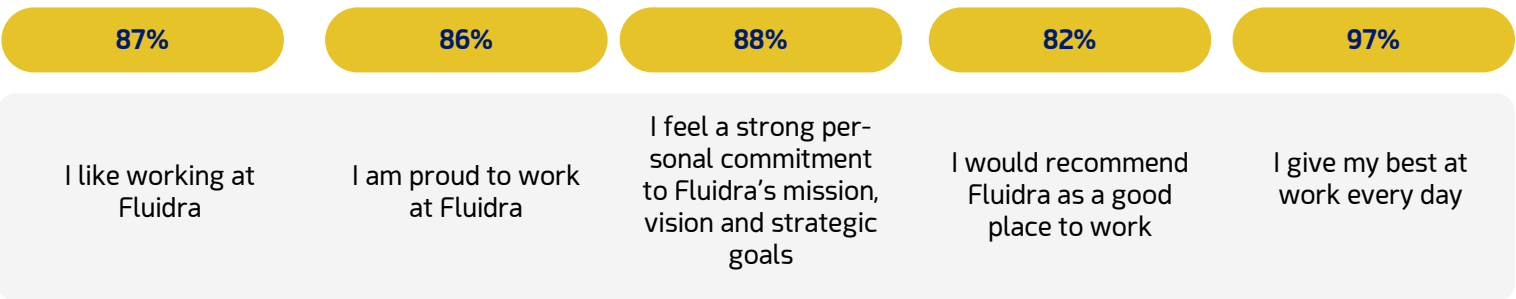 87%
86%
88%
82%
97%
I like working at
Fluidra
I am proud to work
at Fluidra
I feel a strong per-
sonal commitment
to Fluidra's mission,
vision and strategic
goals
I would recommend
Fluidra as a good
place to work
I give my best at
work every day